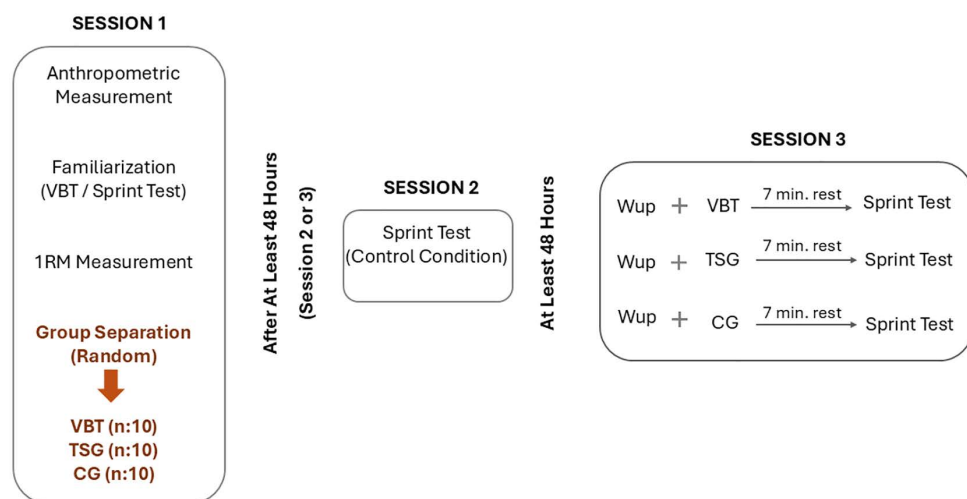 SESSION 1
Anthropometric
Measurement
Familiarization
(VBT / Sprint Test)
1RM Measurement
Group Separation
(Random)
VBT (n:10)
TSG (n:10)
CG (n:10)
After At Least 48 Hours
(Session 2 or 3)
SESSION 2
Sprint Test
(Control Condition)
At Least 48 Hours
SESSION 3
Wup + VBT 7 min. rest Sprint Test
Wup + TSG 7 min. rest Sprint Test
Wup + CG 7 min. rest Sprint Test